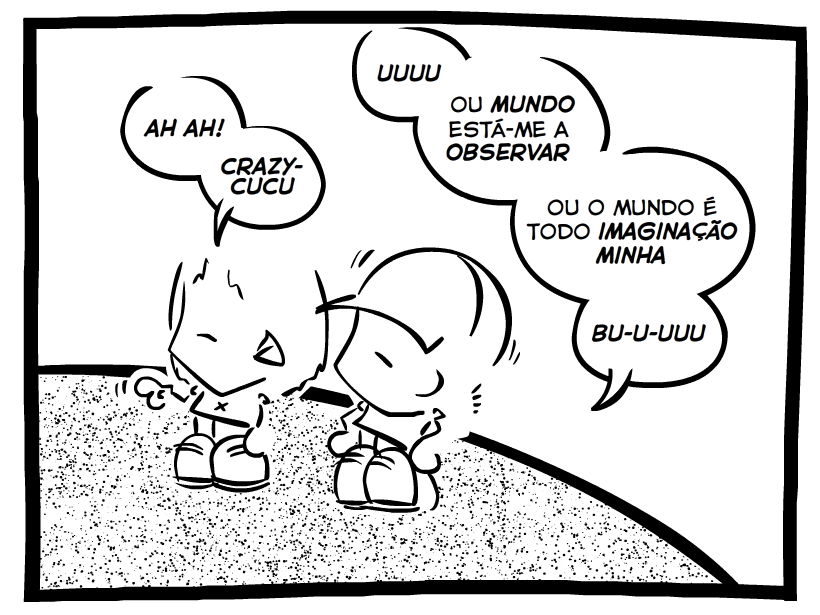 AH AH!
CRAZY-
CUCU
UUUU
OU MUNDO
ESTÁ-ME A
OBSERVAR
OU O MUNDO É
TODO IMAGINAÇÃO
MINHA
BU-U-UUU